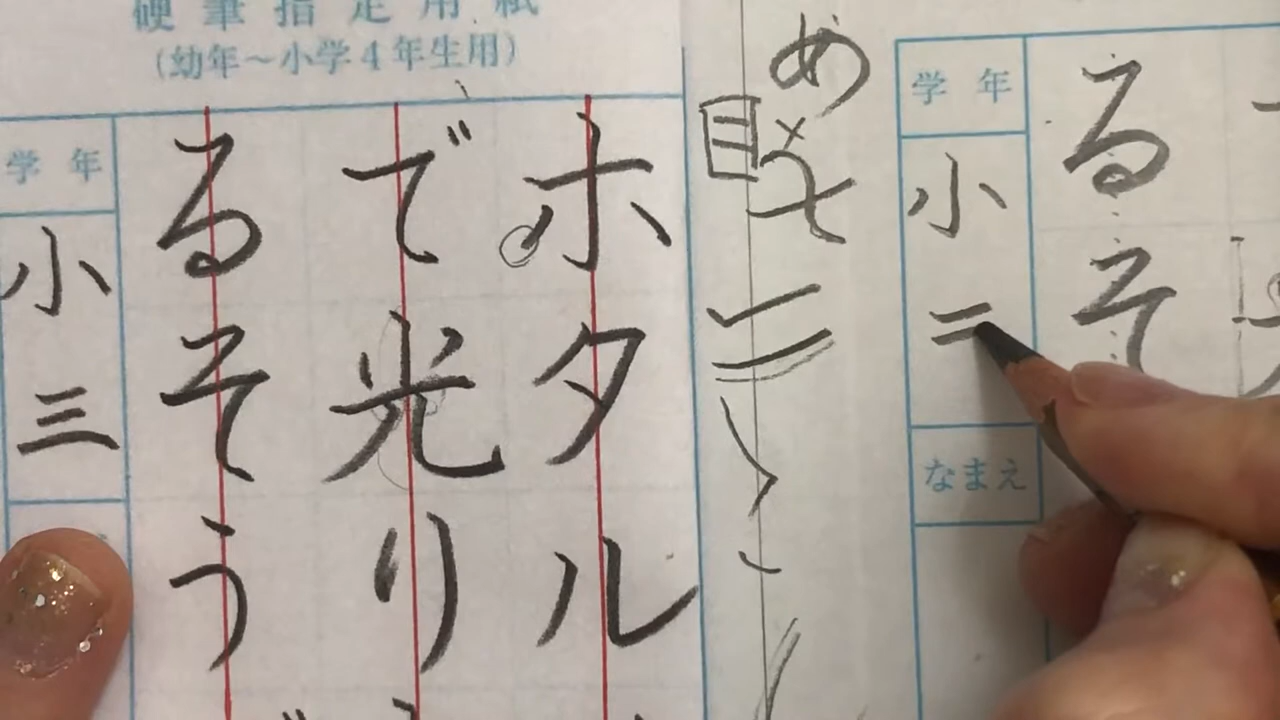 硬筆指定用紙
(幼年～小学4年生用)
ホタル
で光り
るそう
学年
小三
め
目
るそ
学年
小二
なまえ